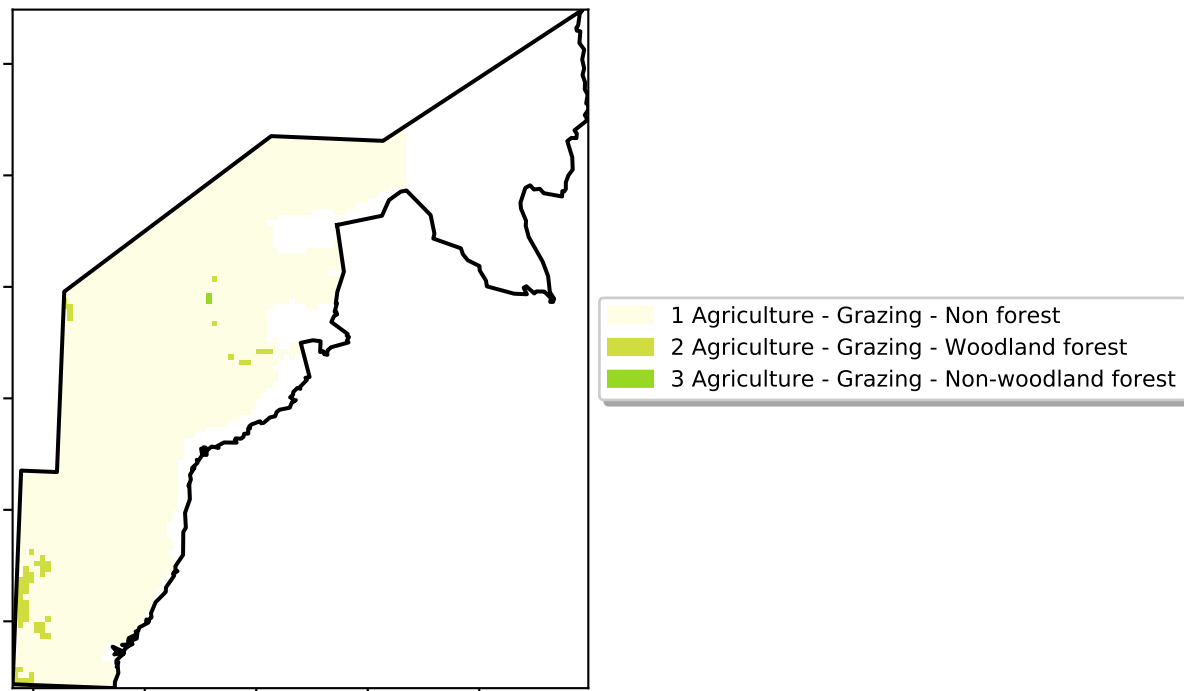 1 Agriculture - Grazing - Non forest
2 Agriculture - Grazing - Woodland forest
3 Agriculture - Grazing - Non-woodland forest